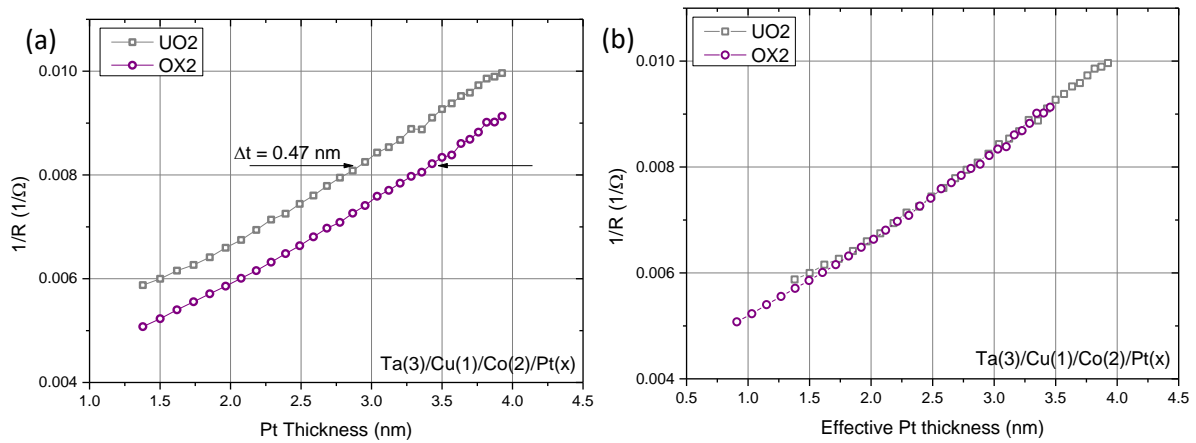 (a)
UO2
OX2
0.010
0.008
0.006
0.004
1/R (1/Ω)
Δt = 0.47 nm
Ta(3)/Cu(1)/Co(2)/Pt(x)
1.0 1.5 2.0 2.5 3.0 3.5 4.0 4.5
Pt Thickness (nm)
(b)
UO2
OX2
0.010
0.008
0.006
0.004
1/R (1/Ω)
Ta(3)/Cu(1)/Co(2)/Pt(x)
0.5 1.0 1.5 2.0 2.5 3.0 3.5 4.0 4.5
Effective Pt thickness (nm)